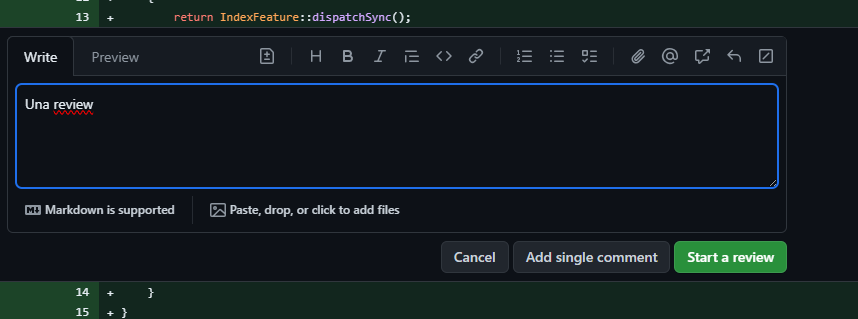 13 + return IndexFeature::dispatchSync();
Write Preview
Una review
Markdown is supported Paste, drop, or click to add files
Cancel Add single comment Start a review
14 + }
15 + }